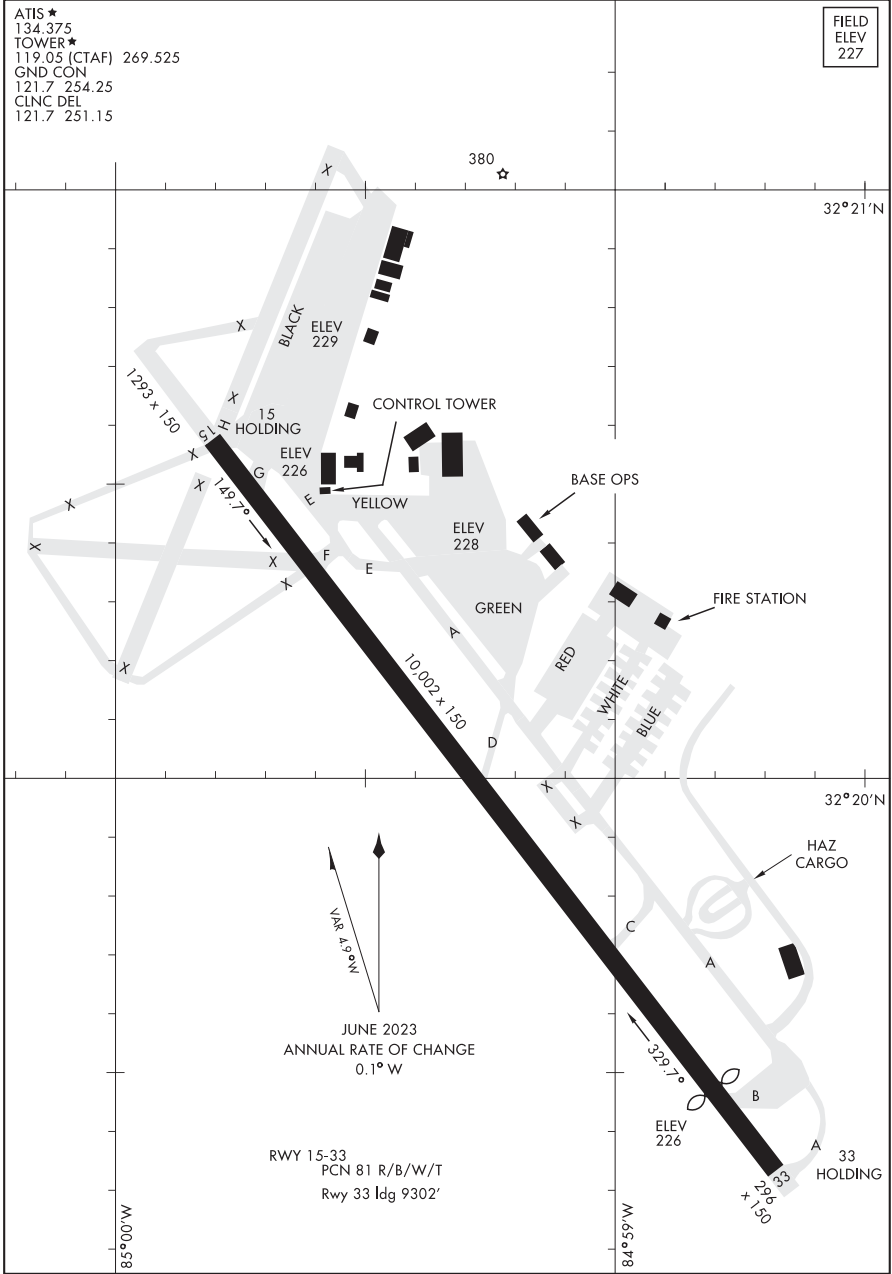 ATIS ★
134.375
TOWER ★
119.05 (CTAF) 269.525
GND CON
121.7 254.25
CLNC DEL
121.7 251.15
FIELD
ELEV
227
380
32°21'N
X
X
BLACK
ELEV
229
1293 x 150
X
15
HOLDING
CONTROL TOWER
H
15
X
G
ELEV
226
X
E
YELLOW
BASE OPS
149.7°
X
X
X
F
E
ELEV
228
X
GREEN
FIRE STATION
A
X
RED
WHITE
BLUE
10,002 x 150
D
X
32°20'N
X
HAZ
CARGO
VAR 4.9°W
C
A
JUNE 2023
ANNUAL RATE OF CHANGE
0.1° W
329.7°
B
ELEV
226
A
33
HOLDING
RWY 15-33
PCN 81 R/B/W/T
Rwy 33 ldg 9302'
33
296
x 150
85°00'W
84°59'W